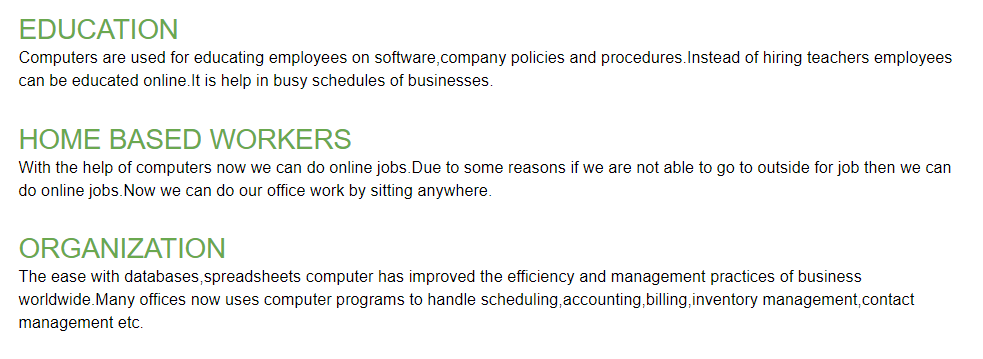 EDUCATION
Computers are used for educating employees on software,company policies and procedures.Instead of hiring teachers employees
can be educated online.It is help in busy schedules of businesses.
HOME BASED WORKERS
With the help of computers now we can do online jobs.Due to some reasons if we are not able to go to outside for job then we can
do online jobs.Now we can do our office work by sitting anywhere.
ORGANIZATION
The ease with databases,spreadsheets computer has improved the efficiency and management practices of business
worldwide.Many offices now uses computer programs to handle scheduling,accounting,billing,inventory management,contact
management etc.